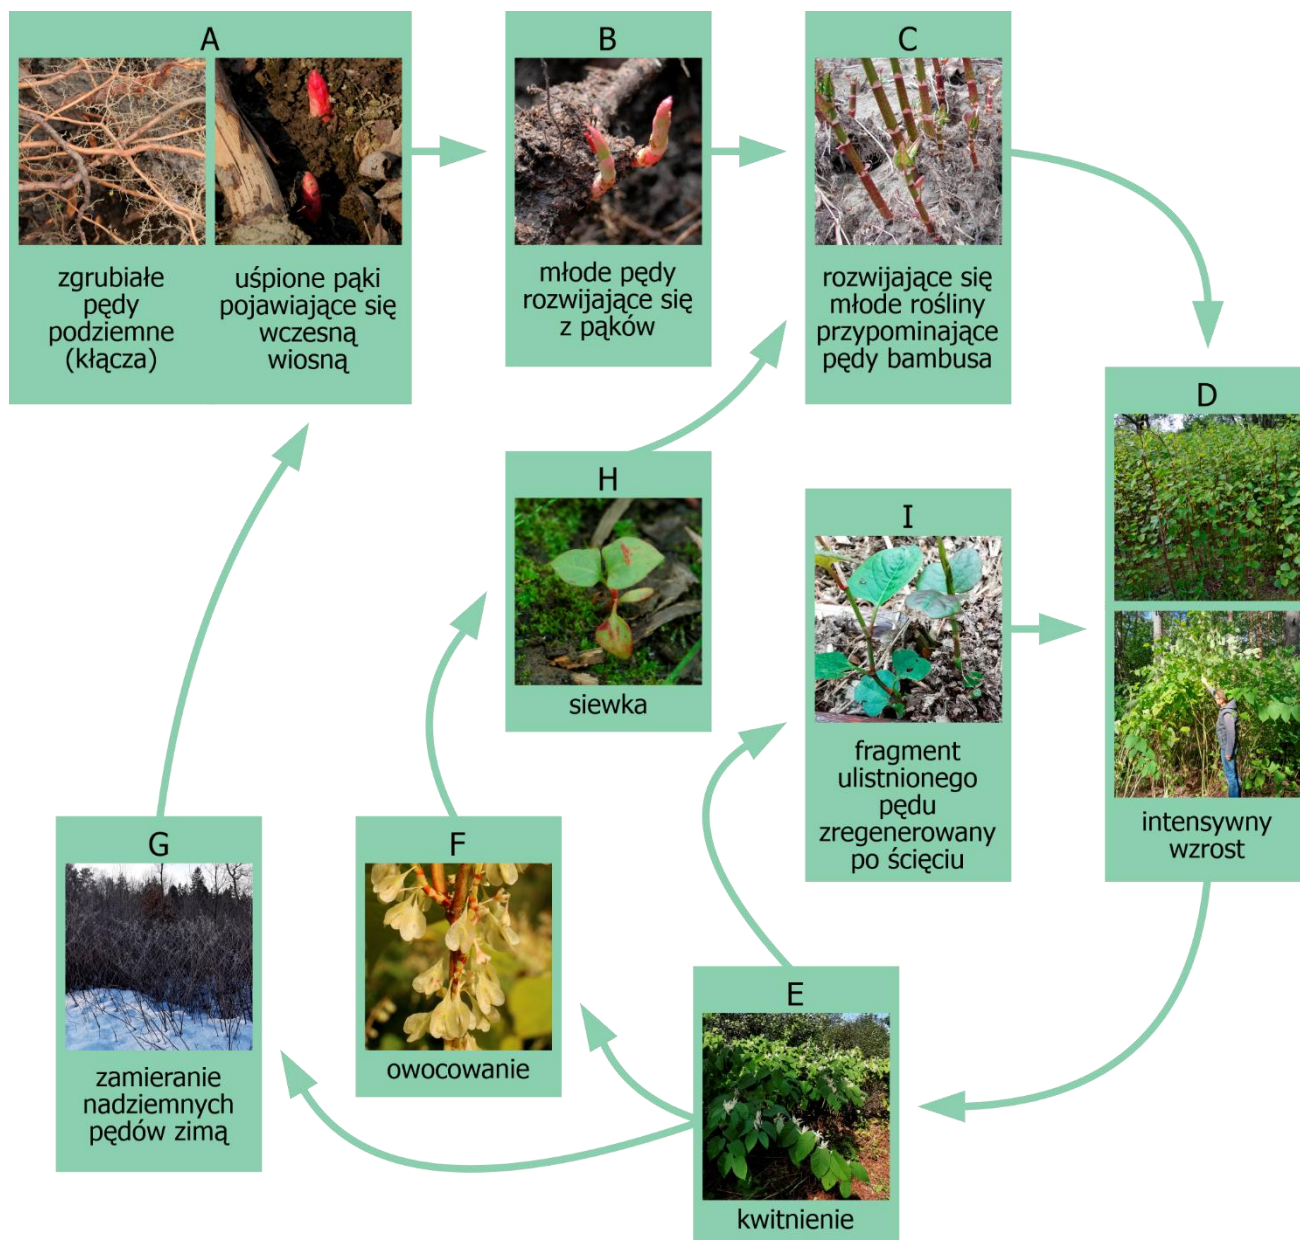 A
zgrubiałe
pędy
podziemne
(kłącza)
uśpione pąki
pojawiające się
wczesną
wiosną
B
młode pędy
rozwijające się
z pąków
C
rozwijające się
młode rośliny
przypominające
pędy bambusa
D
intensywny
wzrost
H
siewka
I
fragment
ulistnionego
pędu
zregenerowany
po ścięciu
G
zamieranie
nadziemnych
pędów zimą
F
owocowanie
E
kwitnienie